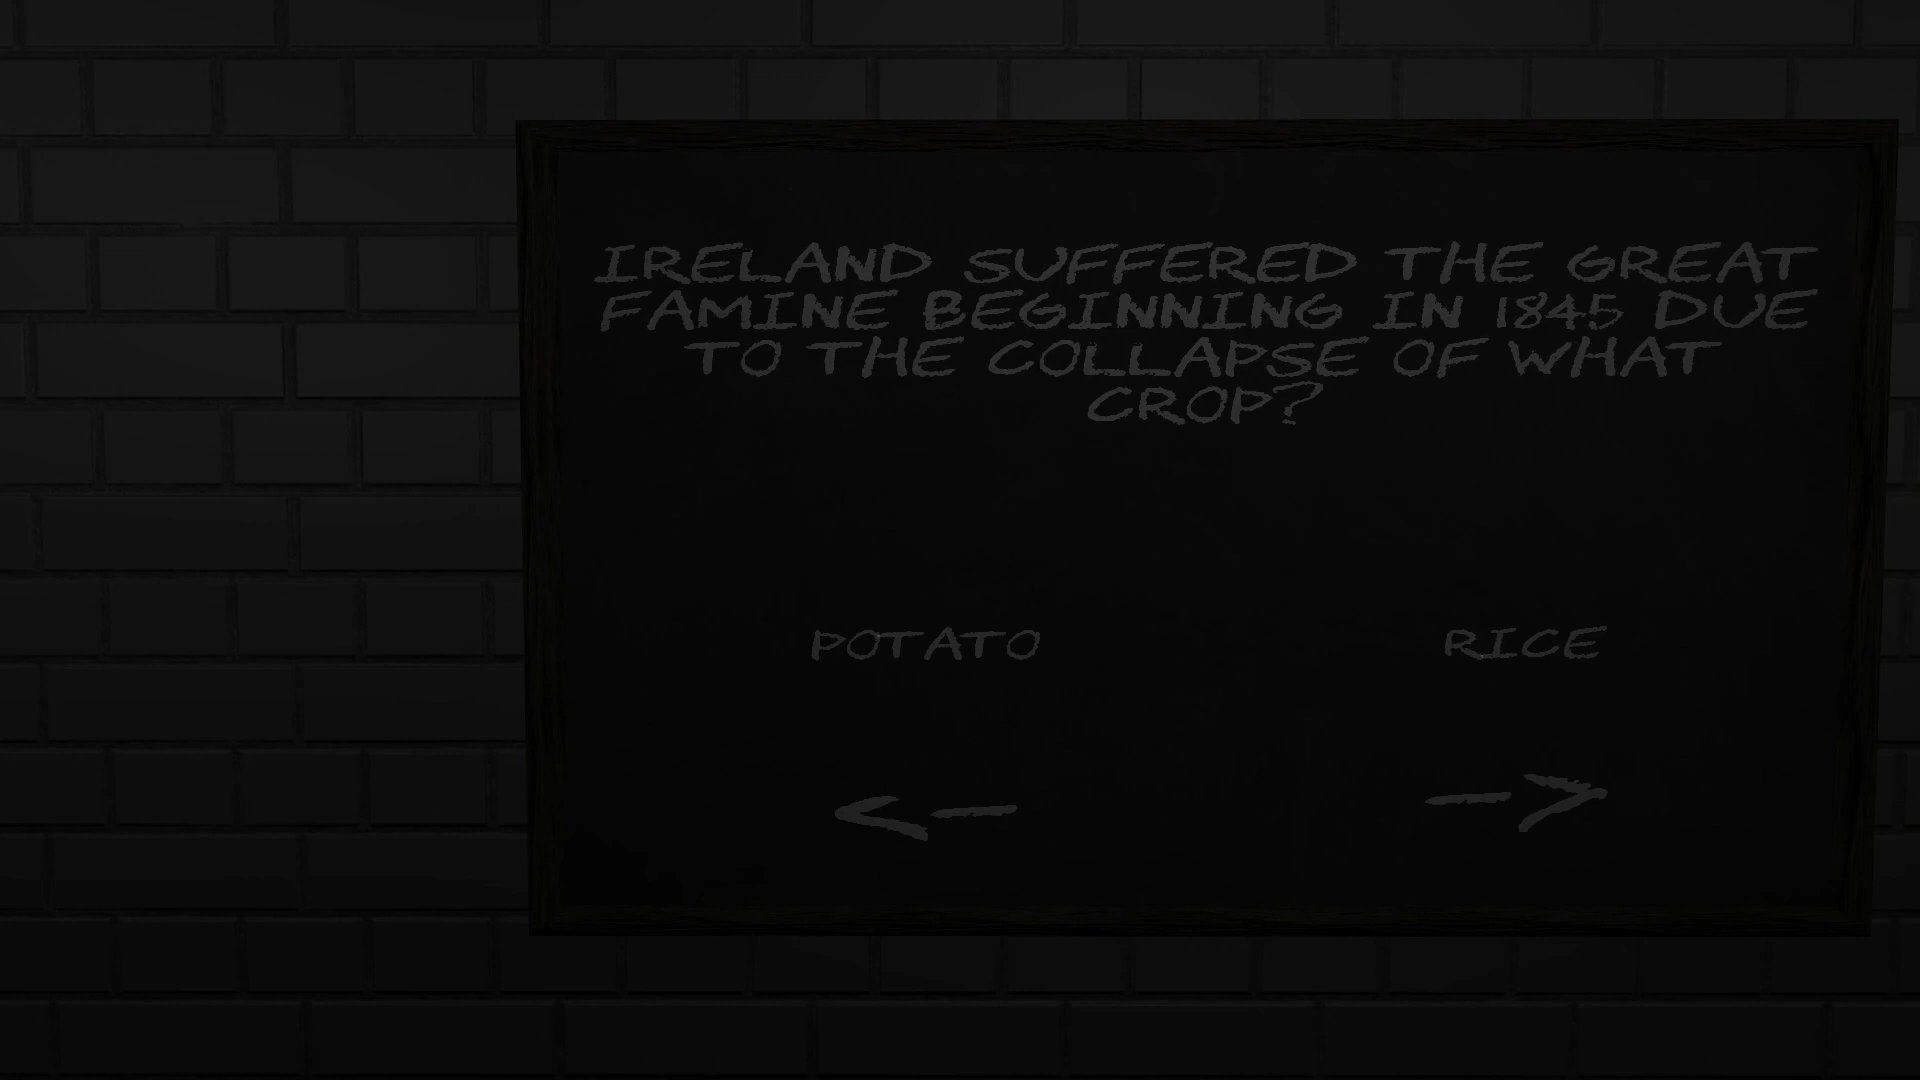 IRELAND SUFFERED THE GREAT
FAMINE BEGINNING IN 1845 DUE
TO THE COLLAPSE OF WHAT
CROP?
POTATO
RICE